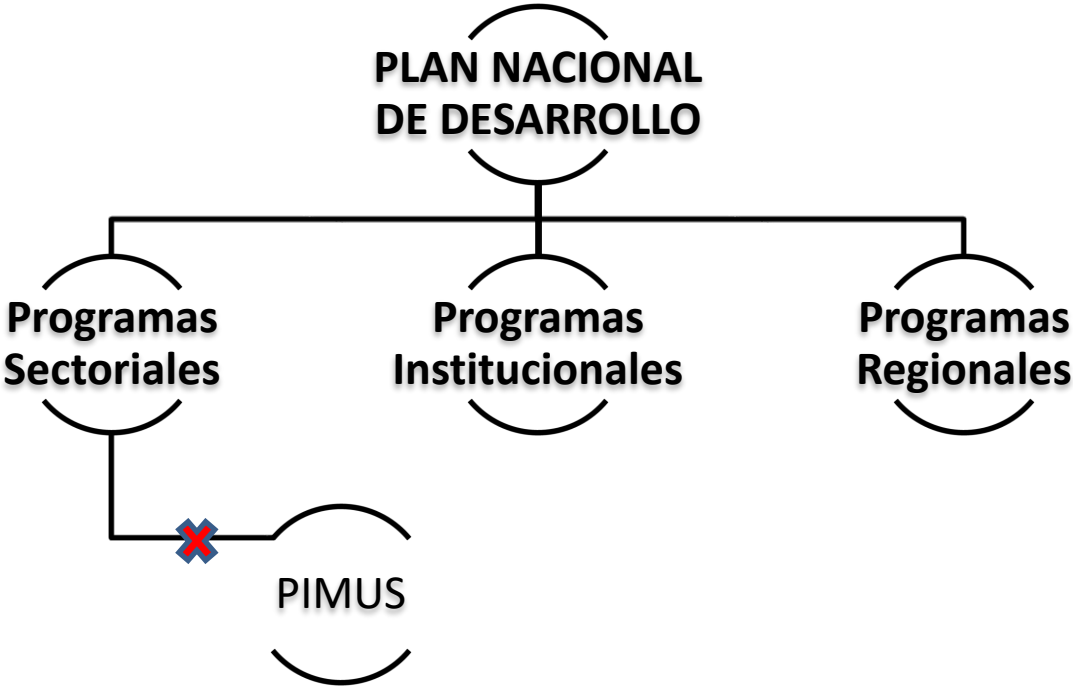 PLAN NACIONAL
DE DESARROLLO
Programas
Sectoriales
Programas
Institucionales
Programas
Regionales
PIMUS